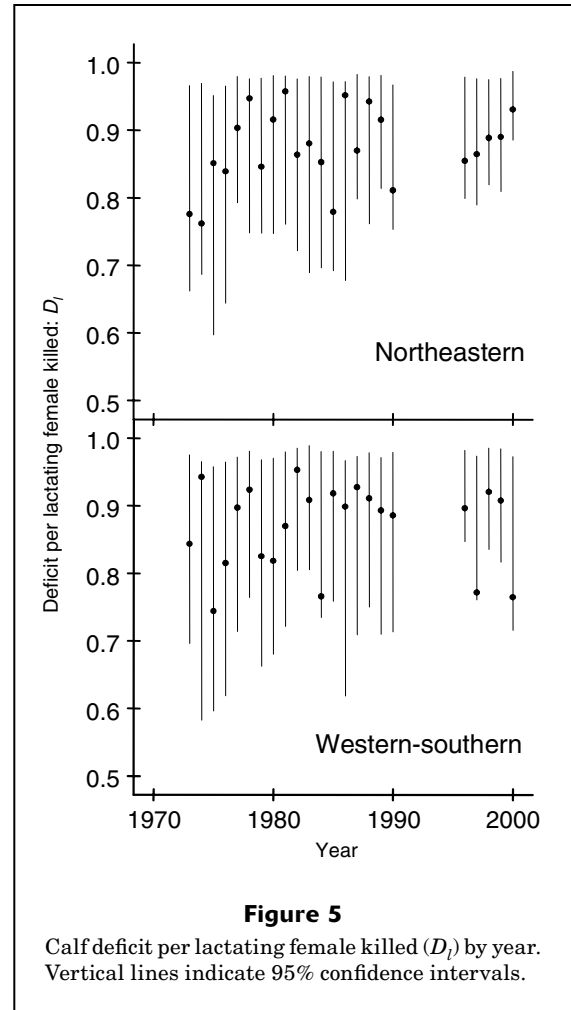 Deficit per lactating female killed: Dl
1.0
0.9
0.8
0.7
0.6
0.5
Northeastern
1.0
0.9
0.8
0.7
0.6
0.5
Western-southern
1970 1980 1990 2000
Year
Figure 5
Calf deficit per lactating female killed (Dl) by year.
Vertical lines indicate 95% confidence intervals.